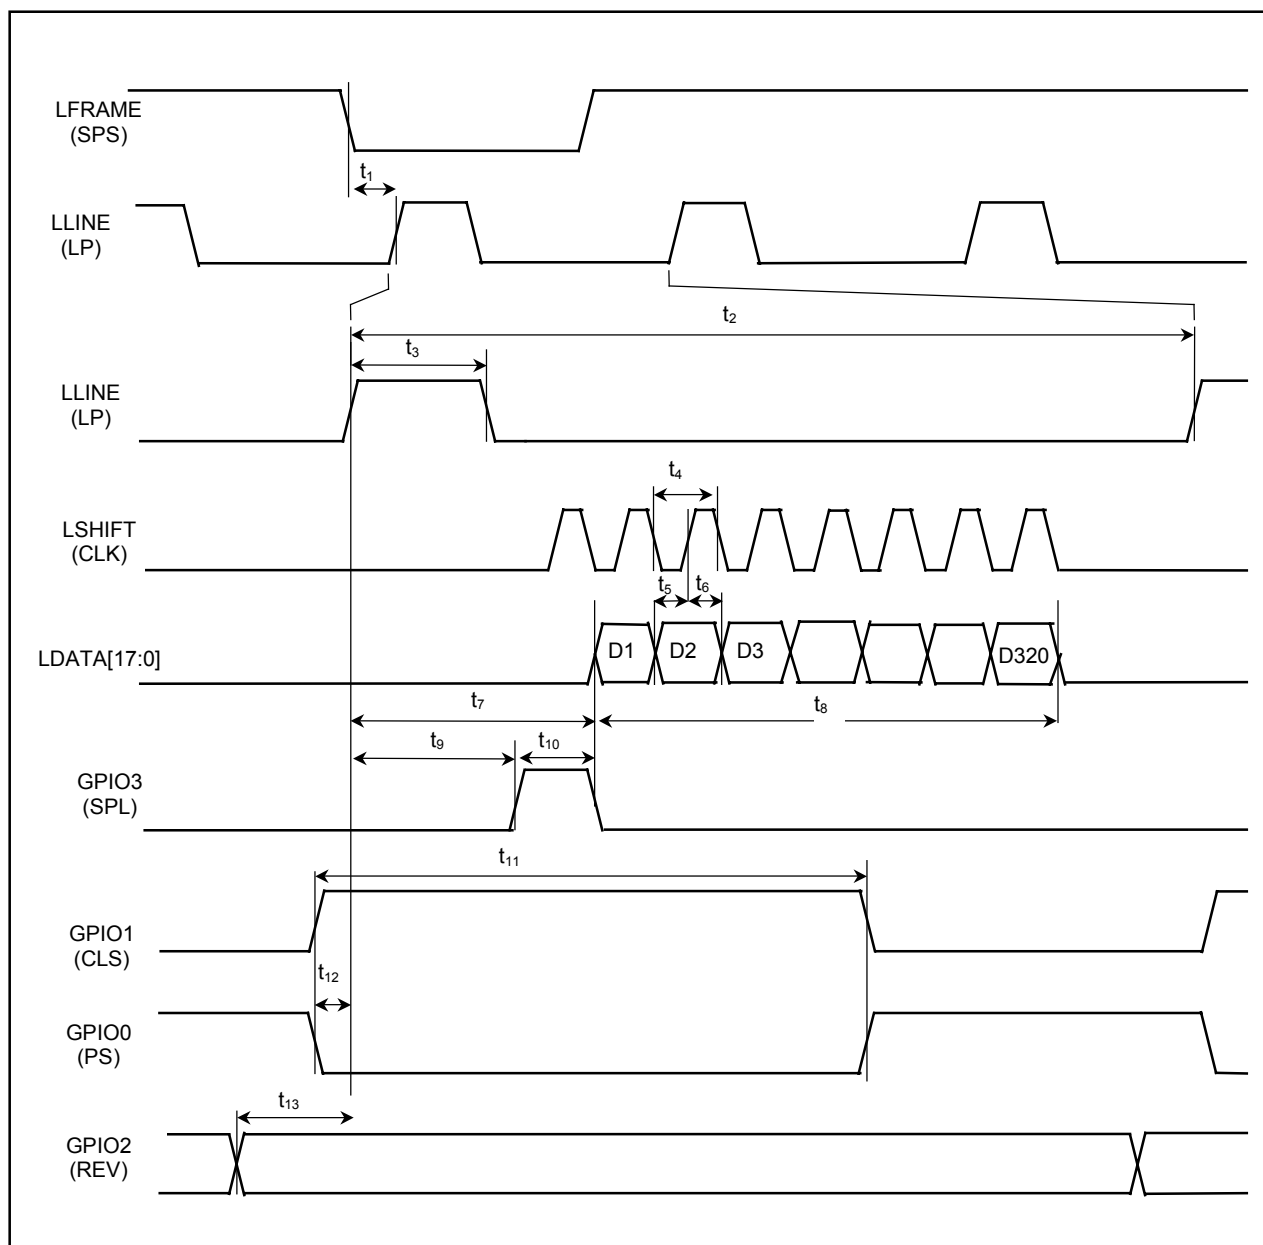 LFRAME
(SPS)
t1
LLINE
(LP)
t2
t3
LLINE
(LP)
t4
LSHIFT
(CLK)
t5 t6
LDATA[17:0] D1 D2 D3 D320
t7 t8
t9 t10
GPIO3
(SPL)
t11
GPIO1
(CLS)
t12
GPIO0
(PS)
t13
GPIO2
(REV)